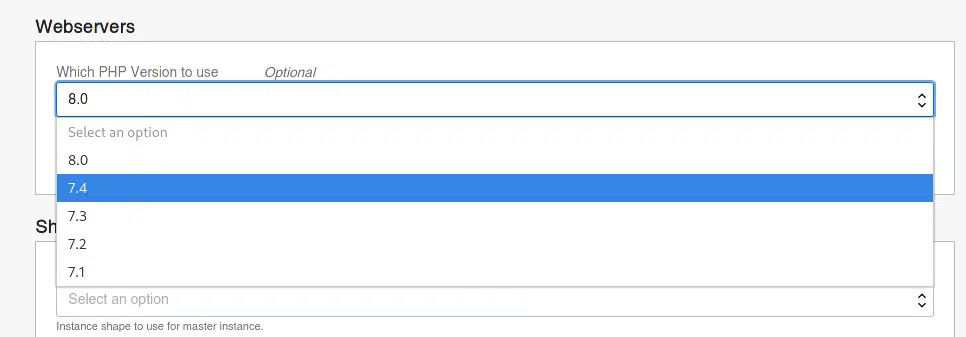 Webservers
Which PHP Version to use Optional
8.0
Select an option
8.0
7.4
7.3
7.2
7.1
Sh
Select an option
Instance shape to use for master instance.